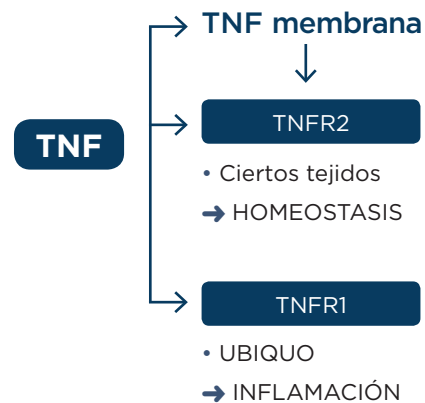 TNF membrana
TNF
TNFR2
• Ciertos tejidos
→ HOMEOSTASIS
TNFR1
• UBIQUO
→ INFLAMACIÓN